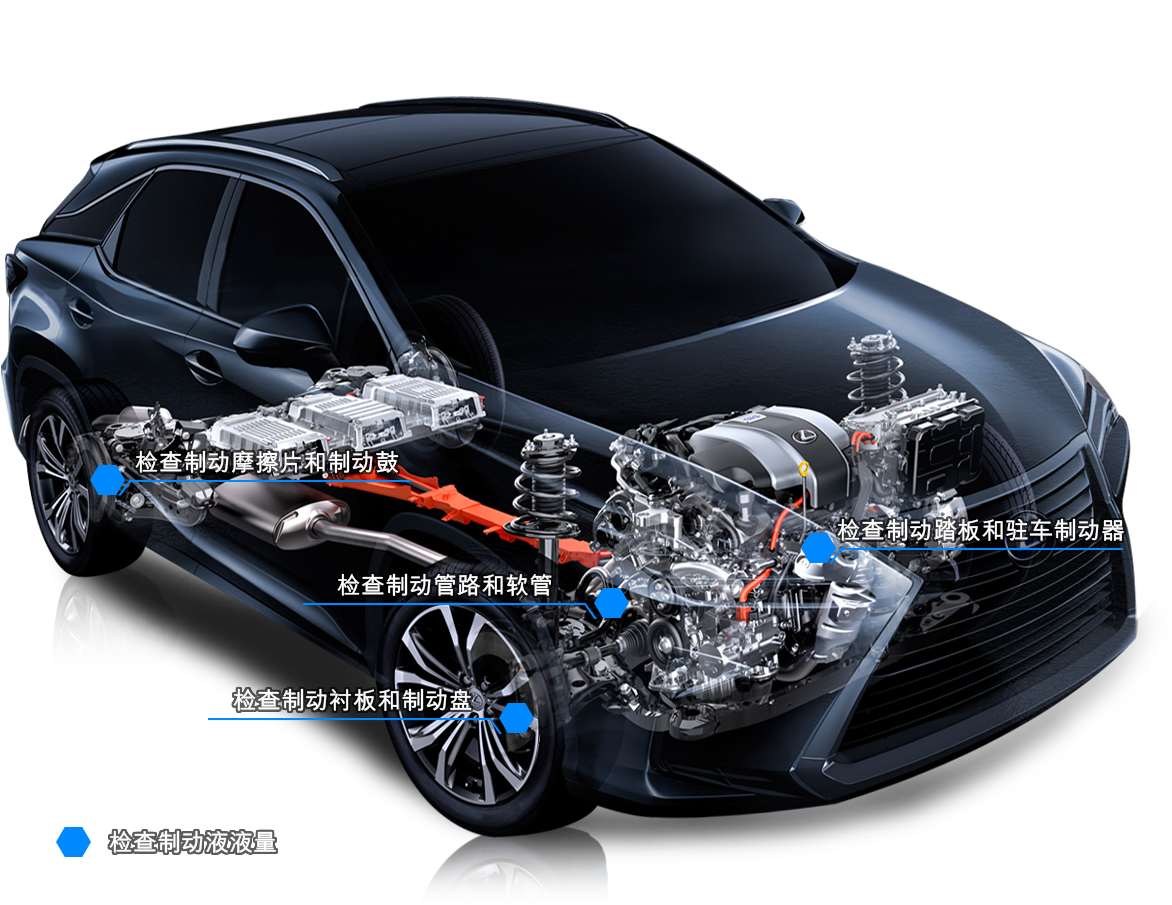 检查制动摩擦片和制动鼓
检查制动踏板和驻车制动器
检查制动管路和软管
检查制动衬板和制动盘
检查制动液液量